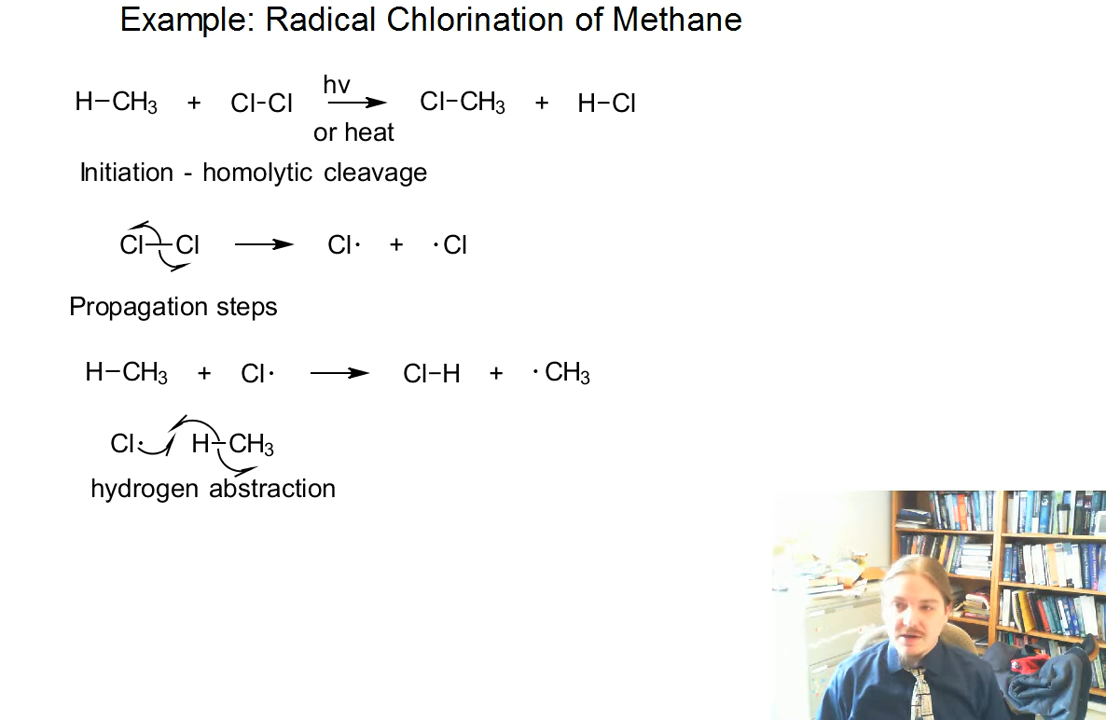 Example: Radical Chlorination of Methane
H–CH₃ + Cl-Cl hv Cl–CH₃ + H–Cl
or heat
Initiation - homolytic cleavage
Cl–Cl Cl· + ·Cl
Propagation steps
H–CH₃ + Cl· Cl–H + ·CH₃
Cl· H–CH₃
hydrogen abstraction